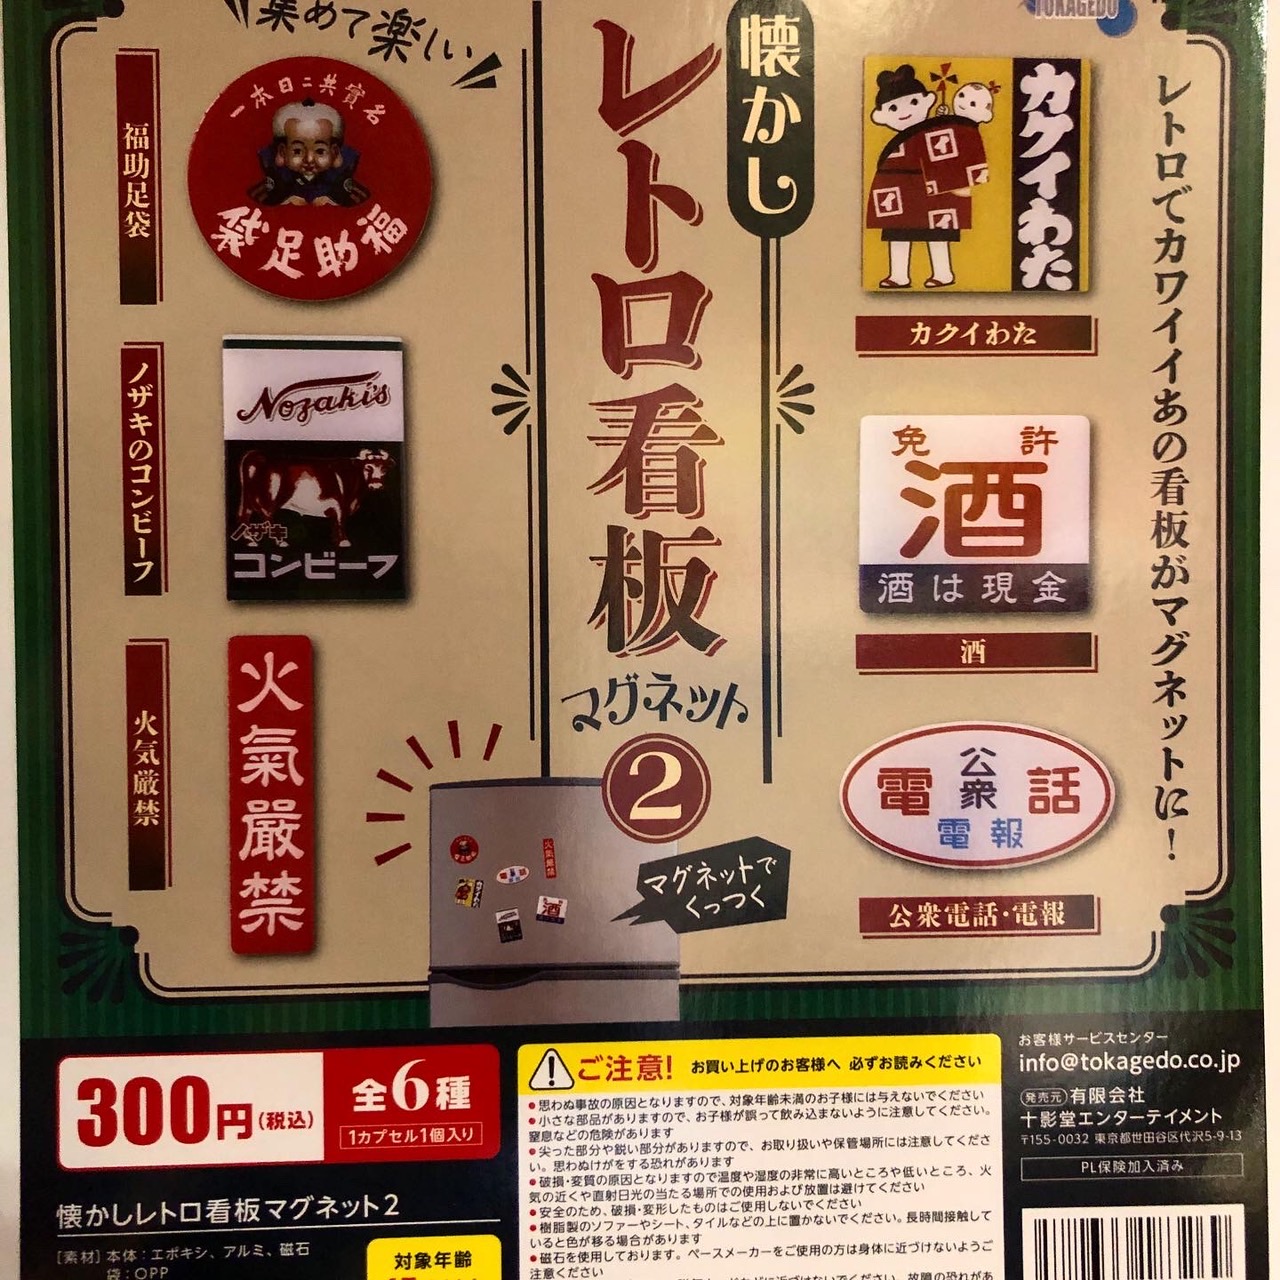 集めて楽しい
TOKAGEDO
懐かし
レトロ看板
マグネット
2
レトロでカワイイあの看板がマグネットに！
福助足袋
一本日ニ共實名
袋足助福
ノザキのコンビーフ
Nozaki's
ノザキ
コンビーフ
火気厳禁
火氣嚴禁
カクイわた
カクイわた
免許
酒
酒は現金
酒
公衆
電話
電報
公衆電話・電報
マグネットで
くっつく
300円(税込)
全6種
1カプセル1個入り
懐かしレトロ看板マグネット2
[素材]本体：エポキシ、アルミ、磁石
袋：OPP
対象年齢
ご注意! お買い上げのお客様へ 必ずお読みください
●思わぬ事故の原因となりますので、対象年齢未満のお子様には与えないでください
●小さな部品がありますので、お子様が誤って飲み込まないように注意してください。
窒息などの危険があります
●尖った部分や鋭い部分がありますので、お取り扱いや保管場所には注意してくださ
い。思わぬけがをする恐れがあります
●破損・変質の原因となりますので温度や湿度の非常に高いところや低いところ、火
気の近くや直射日光の当たる場所での使用および放置は避けてください
●安全のため、破損・変形したものはご使用しないでください
●樹脂製のソファーやシート、タイルなどの上に置かないでください。長時間接触して
いると色が移る場合があります
●磁石を使用しております。ペースメーカーをご使用の方は身体に近づけないようご
注意ください
お客様サービスセンター
info@tokagedo.co.jp
発売元 有限会社
十影堂エンターテイメント
〒155-0032 東京都世田谷区代沢5-9-13
PL保険加入済み